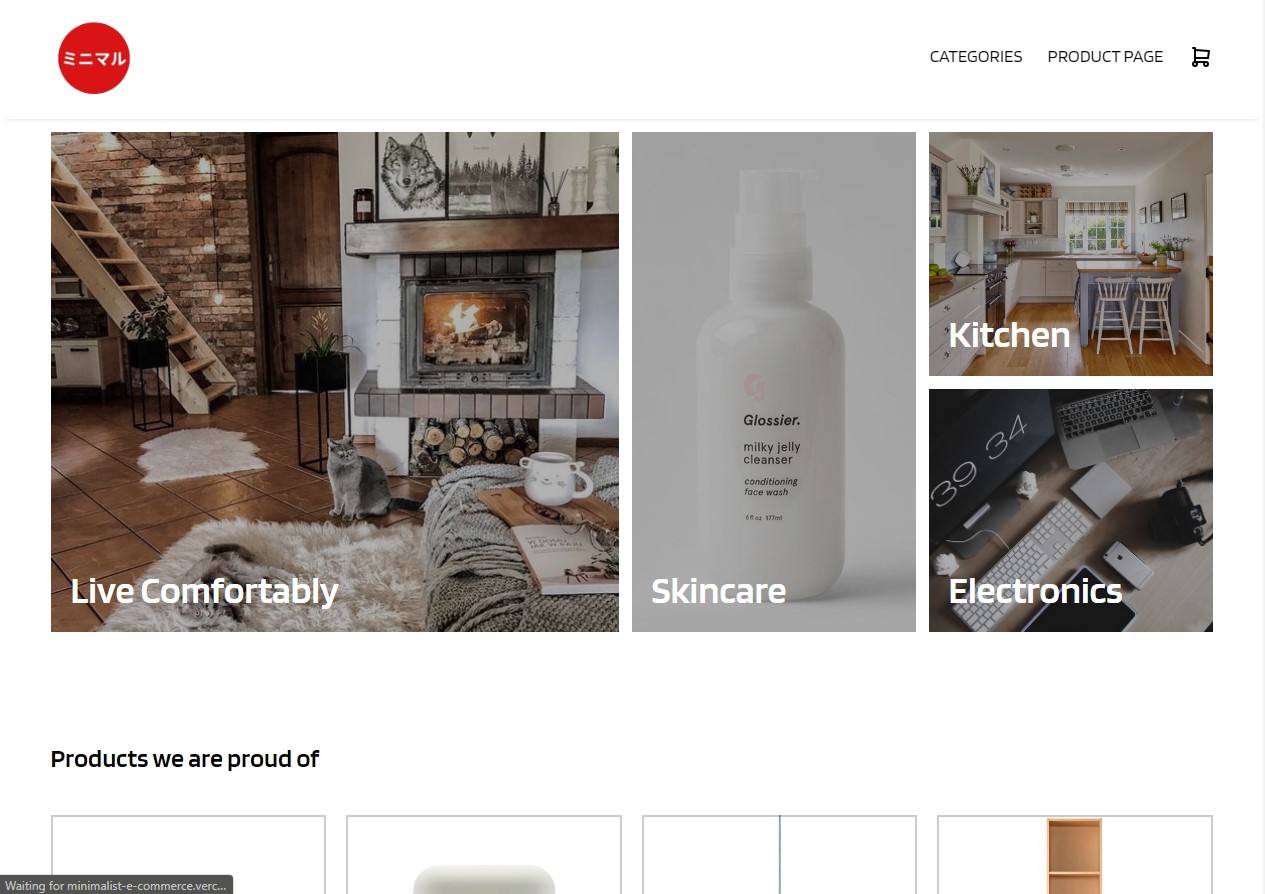 ミニマル
CATEGORIES
PRODUCT PAGE
Live Comfortably
Glossier.
milky jelly
cleanser
conditioning
face wash
6 fl oz 177ml
Skincare
Kitchen
39 34
Electronics
Products we are proud of
Waiting for minimalist-e-commerce.verc...